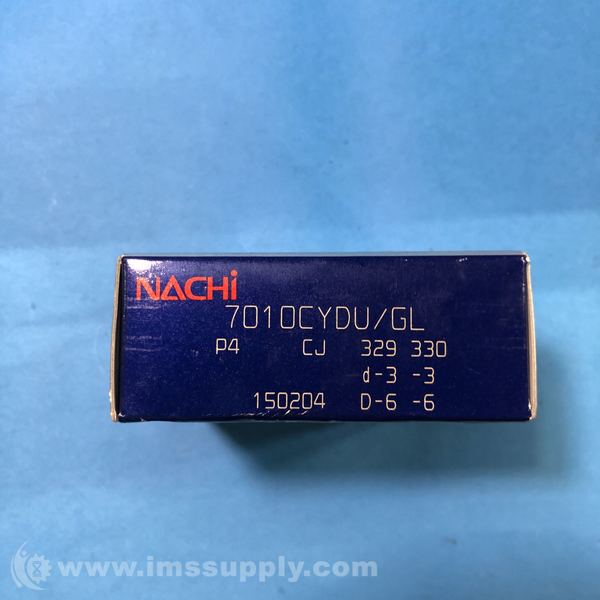 NACHi
7010CYDU/GL
P4 CJ 329 330
d-3 -3
150204 D-6 -6
www.imssupply.com